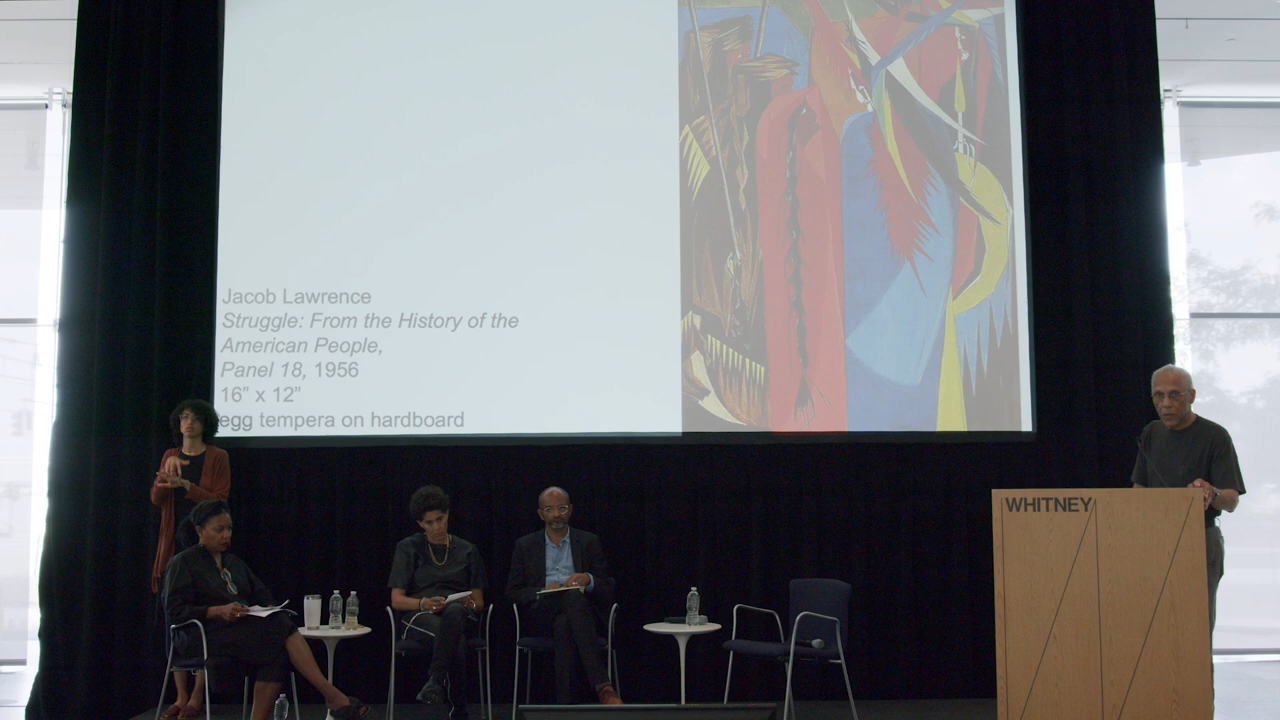 Jacob Lawrence
Struggle: From the History of the
American People,
Panel 18, 1956
16” x 12”
egg tempera on hardboard
WHITNEY